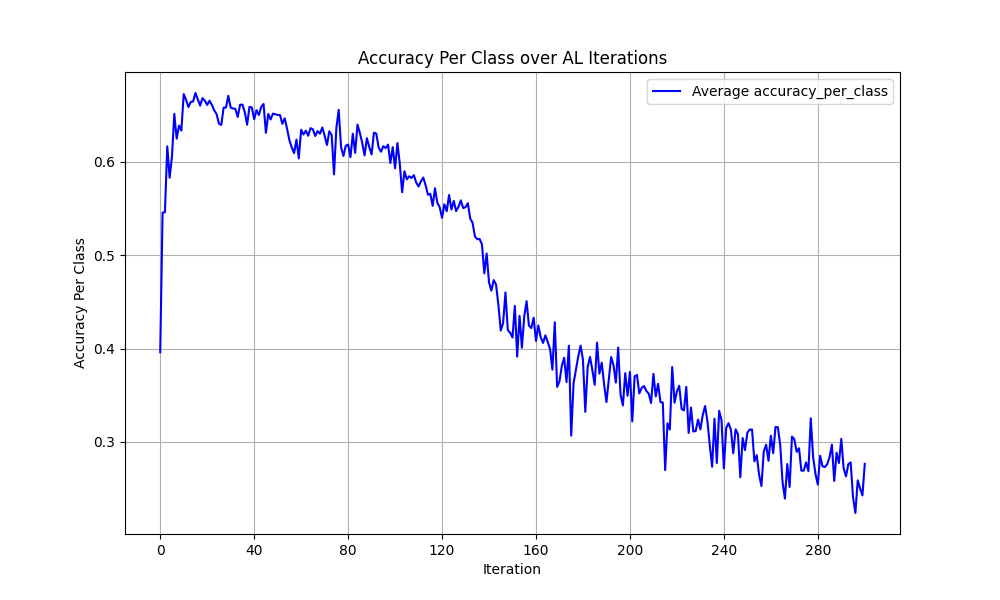 Accuracy Per Class over AL Iterations
Average accuracy_per_class
Accuracy Per Class
0.6
0.5
0.4
0.3
0 40 80 120 160 200 240 280
Iteration